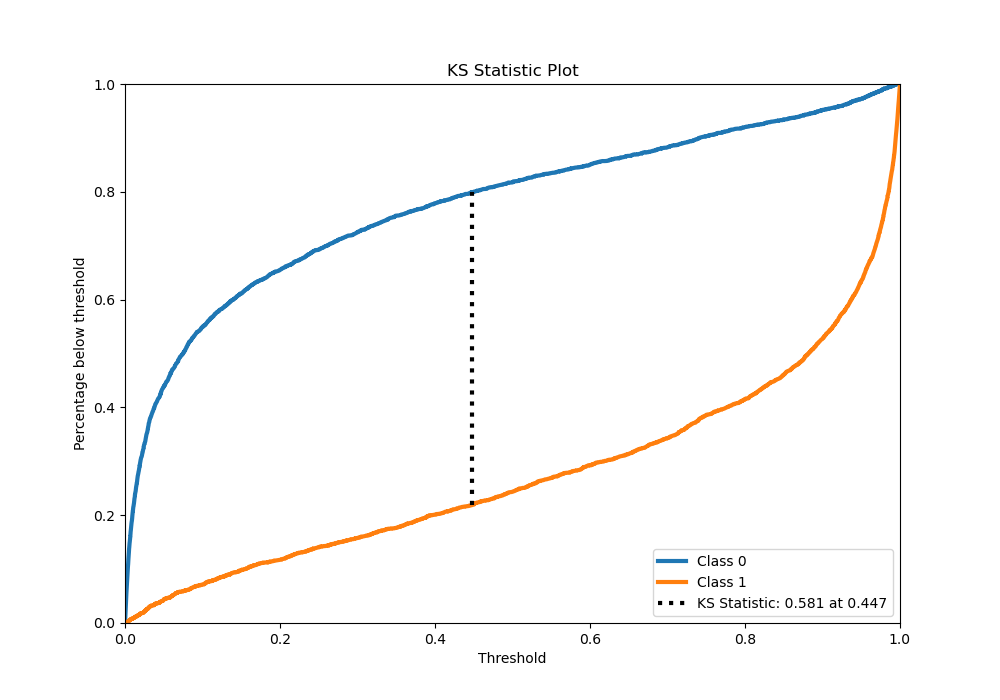 KS Statistic Plot
1.0
0.8
0.6
0.4
0.2
0.0
Percentage below threshold
0.0 0.2 0.4 0.6 0.8 1.0
Threshold
Class 0
Class 1
KS Statistic: 0.581 at 0.447